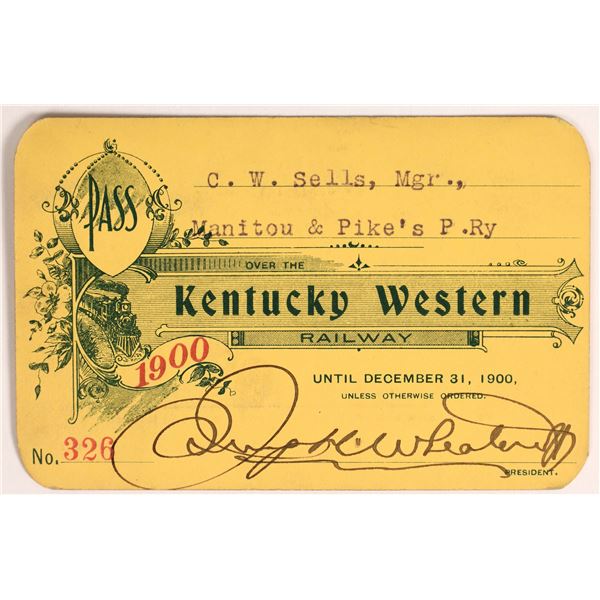 PASS
C. W. Sells, Mgr.,
Manitou & Pike's P.Ry
OVER THE
Kentucky Western
RAILWAY
1900
UNTIL DECEMBER 31, 1900,
UNLESS OTHERWISE ORDERED.
No. 326
PRESIDENT.